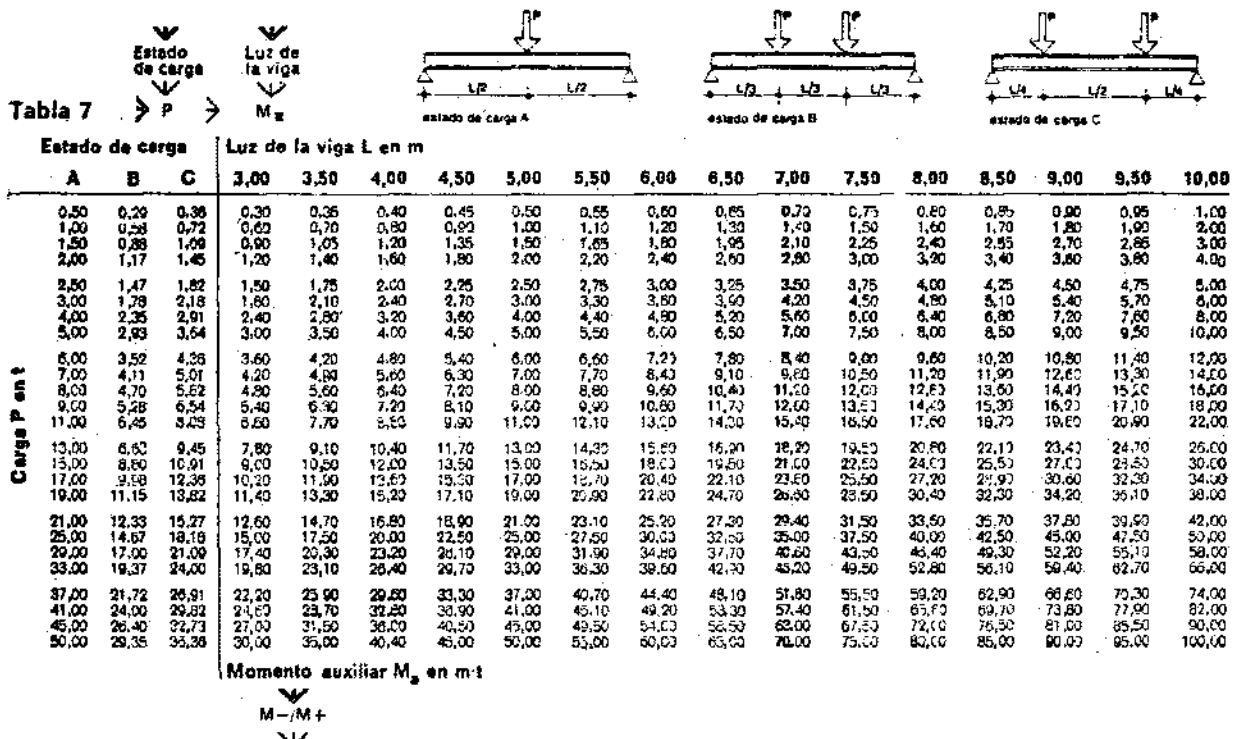 Estado de carga
Luz de la viga
Tabla 7 P M
P
L/2 L/2
estado de carga A
P P
L/3 L/3 L/3
estado de carga B
P P
L/4 L/2 L/4
estado de carga C
Estado de carga Luz de la viga L en m
A B C 3,00 3,50 4,00 4,50 5,00 5,50 6,00 6,50 7,00 7,50 8,00 8,50 9,00 9,50 10,00
Carga P en t
0,50 0,29 0,36 0,30 0,35 0,40 0,45 0,50 0,55 0,60 0,65 0,70 0,75 0,80 0,85 0,90 0,95 1,00
1,00 0,58 0,72 0,60 0,70 0,80 0,90 1,00 1,10 1,20 1,30 1,40 1,50 1,60 1,70 1,80 1,90 2,00
1,50 0,88 1,09 0,90 1,05 1,20 1,35 1,50 1,65 1,80 1,95 2,10 2,25 2,40 2,55 2,70 2,85 3,00
2,00 1,17 1,45 1,20 1,40 1,60 1,80 2,00 2,20 2,40 2,60 2,80 3,00 3,40 3,60 3,80 4,00
2,50 1,47 1,82 1,50 1,75 2,00 2,25 2,50 2,75 3,00 3,25 3,50 3,75 4,00 4,25 4,50 4,75 5,00
3,00 1,76 2,18 2,10 2,40 2,70 3,00 3,30 3,60 3,90 4,20 4,50 4,80 5,10 5,40 5,70 6,00
4,00 2,35 2,91 2,40 2,80 3,20 3,60 4,00 4,40 4,80 5,20 5,60 6,00 6,40 6,80 7,20 7,60 8,00
5,00 2,93 3,64 3,00 3,50 4,00 4,50 5,00 5,50 6,00 6,50 7,00 7,50 8,00 8,50 9,00 9,50 10,00
6,00 3,52 4,36 3,60 4,20 4,80 5,40 6,00 6,60 7,20 7,80 8,40 9,00 9,60 10,20 10,80 11,40 12,00
7,00 4,11 5,01 4,20 4,90 5,60 6,30 7,00 7,70 8,40 9,10 9,80 10,50 11,20 11,90 12,60 13,30 14,00
8,00 4,70 5,82 4,80 5,60 6,40 7,20 8,00 8,80 9,60 10,40 11,20 12,00 12,80 13,60 14,40 15,20 16,00
9,00 5,28 6,54 5,40 6,30 7,20 8,10 9,00 9,90 10,80 11,70 12,60 13,50 14,40 15,30 16,20 17,10 18,00
11,00 6,45 6,60 7,70 8,80 9,90 11,00 12,10 13,20 14,30 15,40 16,50 17,60 18,70 19,80 20,90 22,00
13,00 9,45 7,80 9,10 10,40 11,70 13,00 14,30 15,60 16,90 18,20 19,50 20,80 22,10 23,40 24,70 26,00
15,00 8,80 10,91 9,00 10,50 12,00 13,50 15,00 16,50 18,00 19,50 21,00 22,50 24,00 25,50 27,00 28,50 30,00
17,00 9,98 12,36 10,20 11,90 13,60 15,30 17,00 18,70 20,40 22,10 23,80 25,50 27,20 28,90 30,60 32,30 34,00
19,00 11,15 13,82 11,40 13,30 15,20 17,10 19,00 20,90 22,80 24,70 26,60 28,50 30,40 32,30 34,20 36,10 38,00
21,00 12,33 15,27 12,60 14,70 16,80 18,90 21,00 23,10 25,20 27,30 29,40 31,50 33,60 35,70 37,80 39,90 42,00
25,00 14,67 18,18 15,00 17,50 20,00 22,50 25,00 27,50 30,00 32,50 35,00 37,50 40,00 42,50 45,00 47,50 50,00
29,00 17,00 21,09 17,40 20,30 23,20 26,10 29,00 31,90 34,80 37,70 40,60 43,50 46,40 49,30 52,20 55,10 58,00
33,00 19,37 24,00 19,80 23,10 26,40 29,70 33,00 36,30 39,60 42,90 45,20 49,50 52,80 56,10 59,40 62,70 66,00
37,00 21,72 26,91 22,20 25,90 29,60 33,30 37,00 40,70 44,40 48,10 51,80 55,50 59,20 62,90 66,60 70,30 74,00
41,00 24,00 29,82 24,60 28,70 32,80 36,90 41,00 45,10 49,20 53,30 57,40 61,50 65,60 69,70 73,80 77,90 82,00
45,00 26,40 32,73 27,00 31,50 36,00 40,50 45,00 49,50 54,00 58,50 63,00 67,50 72,00 76,50 81,00 85,50 90,00
50,00 29,35 36,36 30,00 35,00 40,40 45,00 50,00 55,00 60,00 65,00 70,00 75,00 80,00 85,00 90,00 95,00 100,00
Momento auxiliar Mₐ en m·t
M−/M+